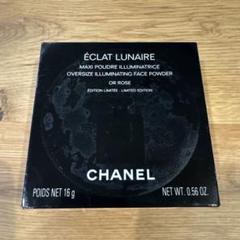 ÉCLAT LUNAIRE
MAXI POUDRE ILLUMINATRICE
OVERSIZE ILLUMINATING FACE POWDER
OR ROSE
ÉDITION LIMITÉE - LIMITED EDITION
CHANEL
POIDS NET 16 g NET WT. 0.56 OZ.